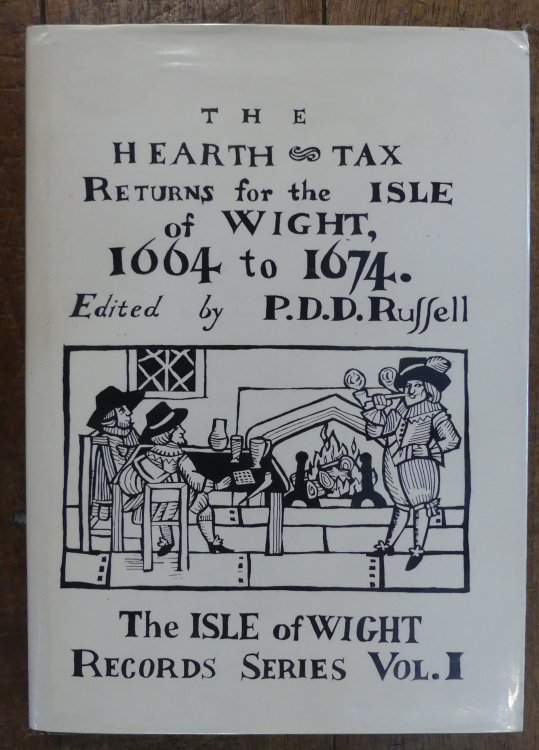 THE
HEARTH TAX
RETURNS for the ISLE
of WIGHT,
1664 to 1674.
Edited by P.D.D. Ruſſell
The ISLE of WIGHT
RECORDS SERIES VOL. I